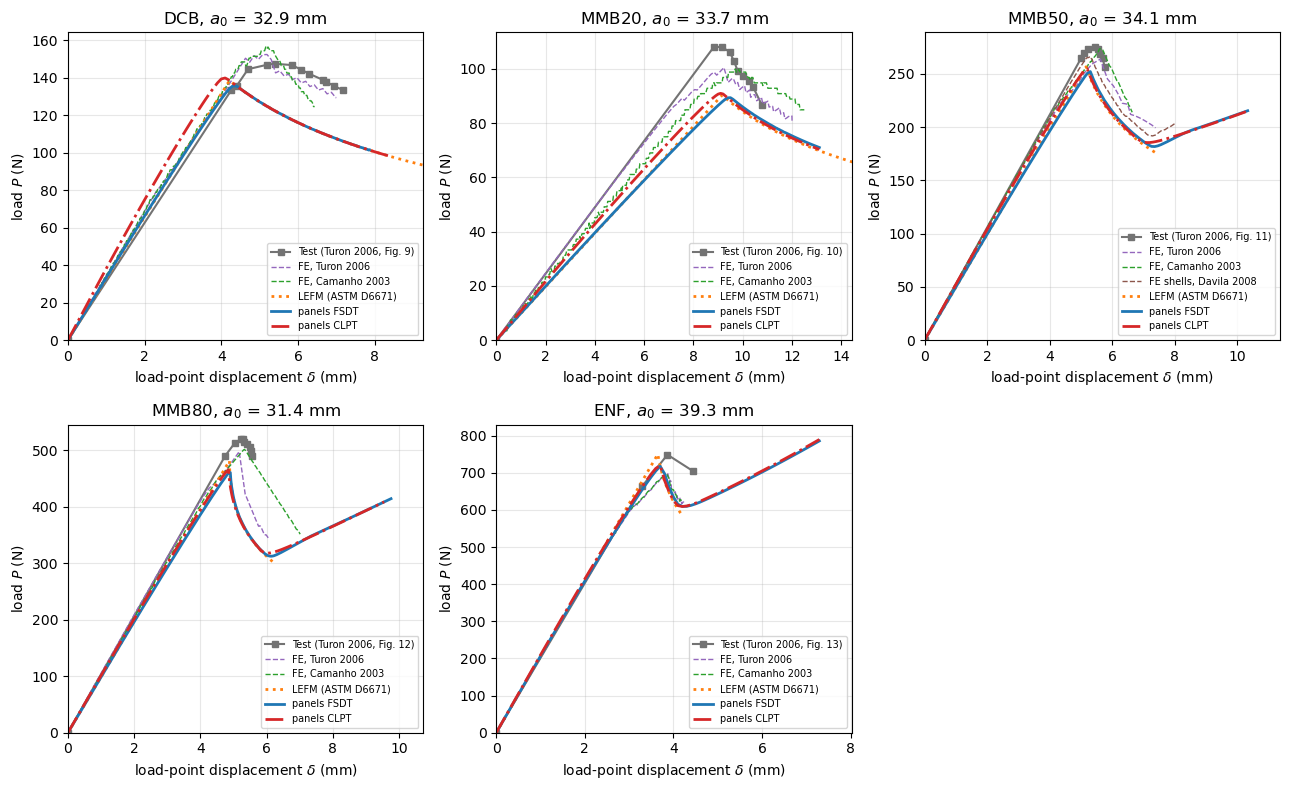 DCB, a₀ = 32.9 mm
160
140
120
100
80
60
40
20
0
load P (N)
0 2 4 6 8
load-point displacement δ (mm)
Test (Turon 2006, Fig. 9)
FE, Turon 2006
FE, Camanho 2003
LEFM (ASTM D6671)
panels FSDT
panels CLPT
MMB20, a₀ = 33.7 mm
100
80
60
40
20
0
load P (N)
0 2 4 6 8 10 12 14
load-point displacement δ (mm)
Test (Turon 2006, Fig. 10)
FE, Turon 2006
FE, Camanho 2003
LEFM (ASTM D6671)
panels FSDT
panels CLPT
MMB50, a₀ = 34.1 mm
250
200
150
100
50
0
load P (N)
0 2 4 6 8 10
load-point displacement δ (mm)
Test (Turon 2006, Fig. 11)
FE, Turon 2006
FE, Camanho 2003
FE shells, Davila 2008
LEFM (ASTM D6671)
panels FSDT
panels CLPT
MMB80, a₀ = 31.4 mm
500
400
300
200
100
0
load P (N)
0 2 4 6 8 10
load-point displacement δ (mm)
Test (Turon 2006, Fig. 12)
FE, Turon 2006
FE, Camanho 2003
LEFM (ASTM D6671)
panels FSDT
panels CLPT
ENF, a₀ = 39.3 mm
800
700
600
500
400
300
200
100
0
load P (N)
0 2 4 6 8
load-point displacement δ (mm)
Test (Turon 2006, Fig. 13)
FE, Turon 2006
FE, Camanho 2003
LEFM (ASTM D6671)
panels FSDT
panels CLPT